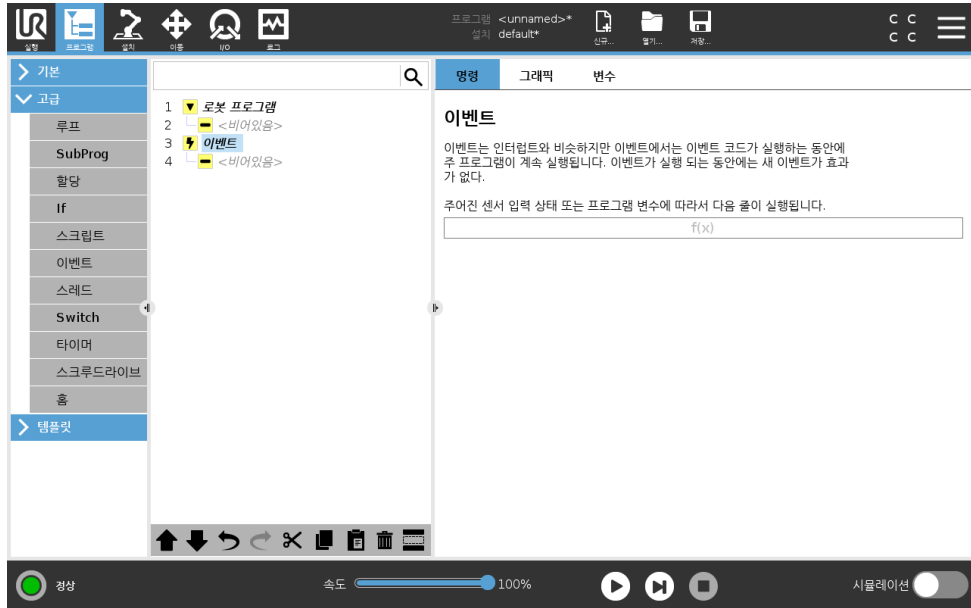 UR
실행
프로그램
설치
이동
I/O
로그
프로그램 <unnamed>*
설치 default*
신규...
열기...
저장...
C C
C C
기본
고급
루프
SubProg
할당
If
스크립트
이벤트
스레드
Switch
타이머
스크루드라이브
홈
템플릿
1 로봇 프로그램
2 <비어있음>
3 이벤트
4 <비어있음>
명령 그래픽 변수
이벤트
이벤트는 인터럽트와 비슷하지만 이벤트에서는 이벤트 코드가 실행하는 동안에
주 프로그램이 계속 실행됩니다. 이벤트가 실행 되는 동안에는 새 이벤트가 효과
가 없다.
주어진 센서 입력 상태 또는 프로그램 변수에 따라서 다음 줄이 실행됩니다.
f(x)
정상
속도 100%
시뮬레이션